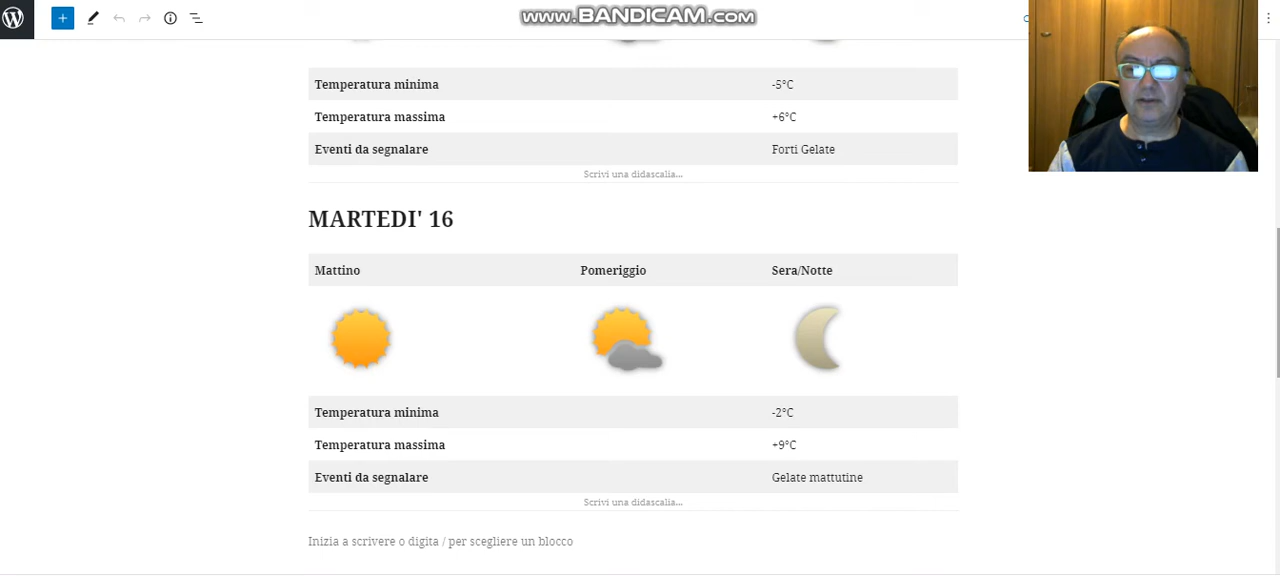 www.BANDICAM.com
Temperatura minima -5°C
Temperatura massima +6°C
Eventi da segnalare Forti Gelate
Scrivi una didascalia...
MARTEDI' 16
Mattino Pomeriggio Sera/Notte
Temperatura minima -2°C
Temperatura massima +9°C
Eventi da segnalare Gelate mattutine
Scrivi una didascalia...
Inizia a scrivere o digita / per scegliere un blocco